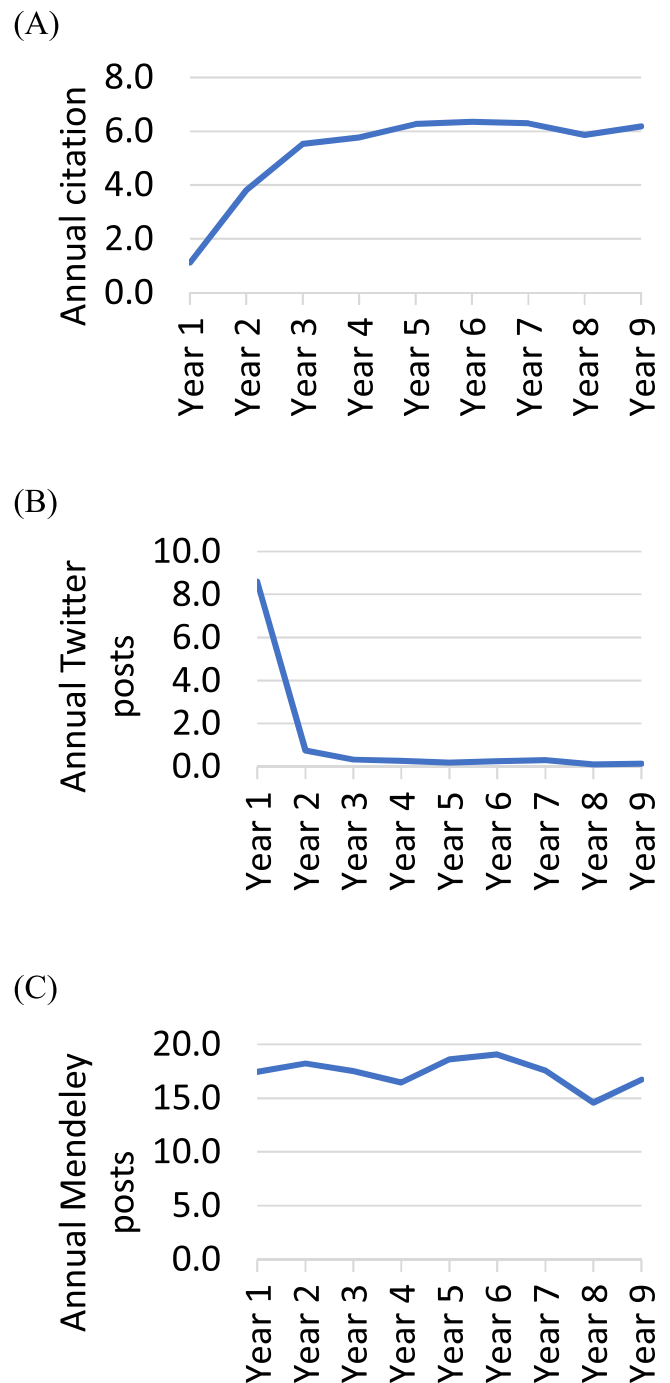 (A)
Annual citation
8.0
6.0
4.0
2.0
0.0
Year 1
Year 2
Year 3
Year 4
Year 5
Year 6
Year 7
Year 8
Year 9
(B)
Annual Twitter
posts
10.0
8.0
6.0
4.0
2.0
0.0
Year 1
Year 2
Year 3
Year 4
Year 5
Year 6
Year 7
Year 8
Year 9
(C)
Annual Mendeley
posts
20.0
15.0
10.0
5.0
0.0
Year 1
Year 2
Year 3
Year 4
Year 5
Year 6
Year 7
Year 8
Year 9